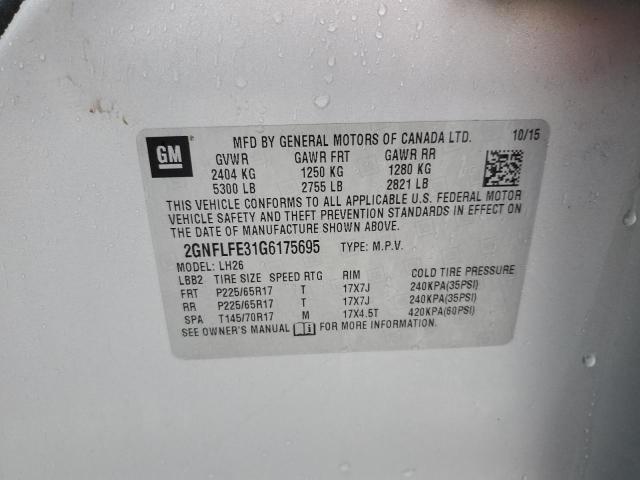 GM
MFD BY GENERAL MOTORS OF CANADA LTD. 10/15
GVWR GAWR FRT GAWR RR
2404 KG 1250 KG 1280 KG
5300 LB 2755 LB 2821 LB
THIS VEHICLE CONFORMS TO ALL APPLICABLE U.S. FEDERAL MOTOR
VEHICLE SAFETY AND THEFT PREVENTION STANDARDS IN EFFECT ON
THE DATE OF MANUFACTURE SHOWN ABOVE.
2GNFLFE31G6175695 TYPE: M.P.V.
MODEL: LH26
LBB2 TIRE SIZE SPEED RTG RIM COLD TIRE PRESSURE
FRT P225/65R17 T 17X7J 240KPA(35PSI)
RR P225/65R17 T 17X7J 240KPA(35PSI)
SPA T145/70R17 M 17X4.5T 420KPA(60PSI)
SEE OWNER'S MANUAL FOR MORE INFORMATION.